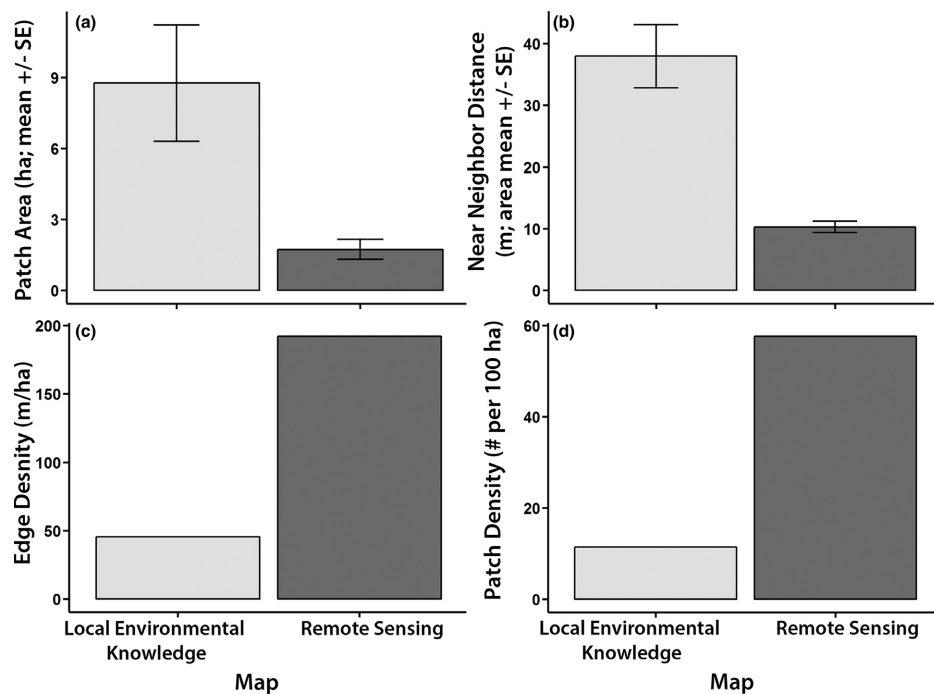 (a)
Patch Area (ha; mean +/- SE)
9
6
3
0
(b)
Near Neighbor Distance
(m; area mean +/- SE)
40
30
20
10
0
(c)
Edge Desnity (m/ha)
200
150
100
50
0
Local Environmental
Knowledge
Remote Sensing
Map
(d)
Patch Density (# per 100 ha)
60
40
20
0
Local Environmental
Knowledge
Remote Sensing
Map